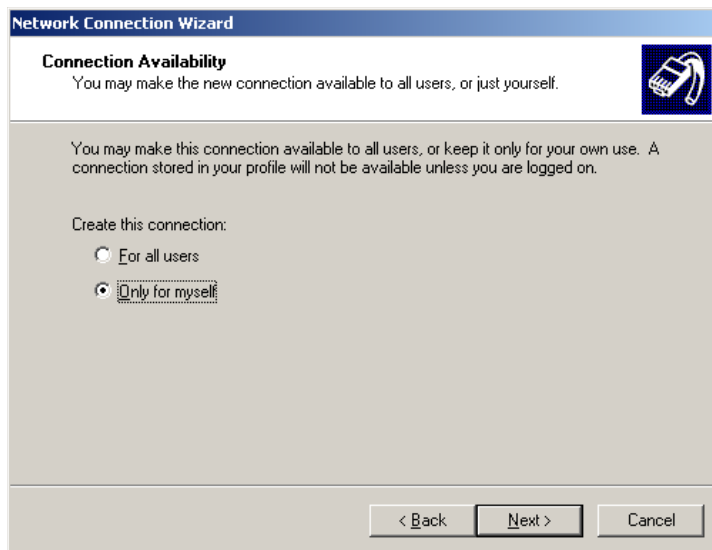 Network Connection Wizard
Connection Availability
You may make the new connection available to all users, or just yourself.
You may make this connection available to all users, or keep it only for your own use. A
connection stored in your profile will not be available unless you are logged on.
Create this connection:
For all users
Only for myself
< Back Next > Cancel